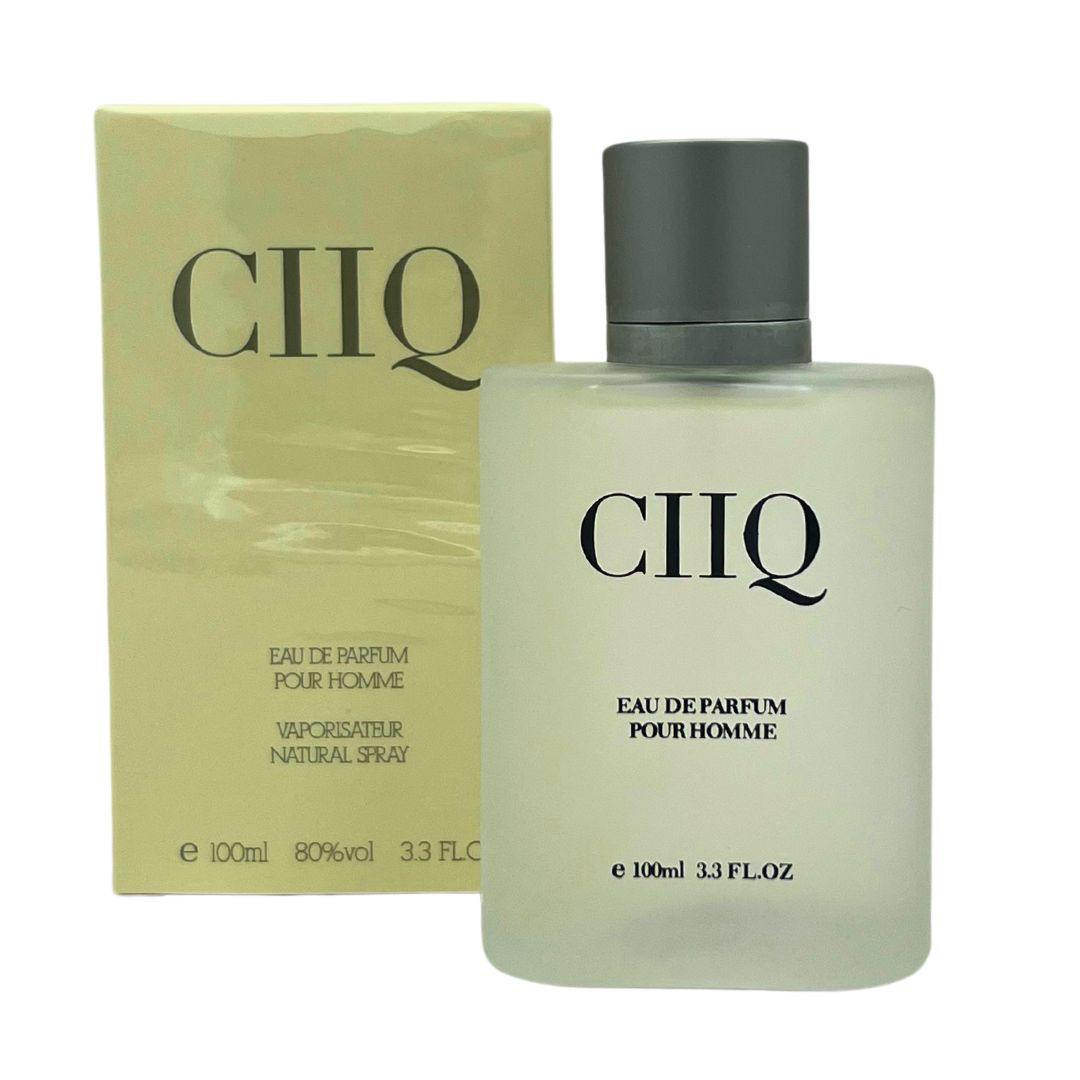 CIIQ
EAU DE PARFUM
POUR HOMME
VAPORISATEUR
NATURAL SPRAY
e 100ml 80%vol 3.3 FL.O
CIIQ
EAU DE PARFUM
POUR HOMME
e 100ml 3.3 FL.OZ